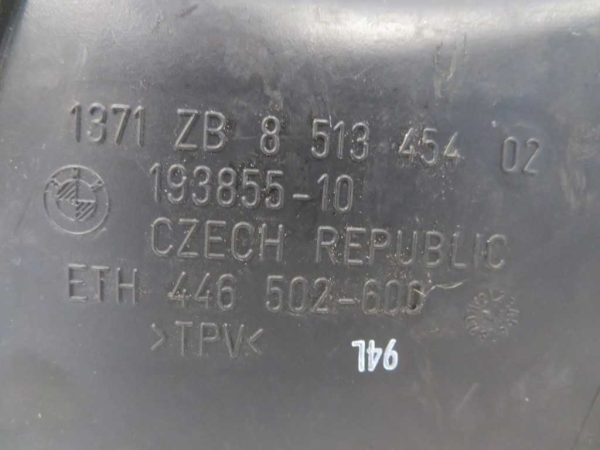 1371 ZB 8 513 454 02
193855-10
CZECH REPUBLIC
ETH 446 502-600
>TPV<
94L